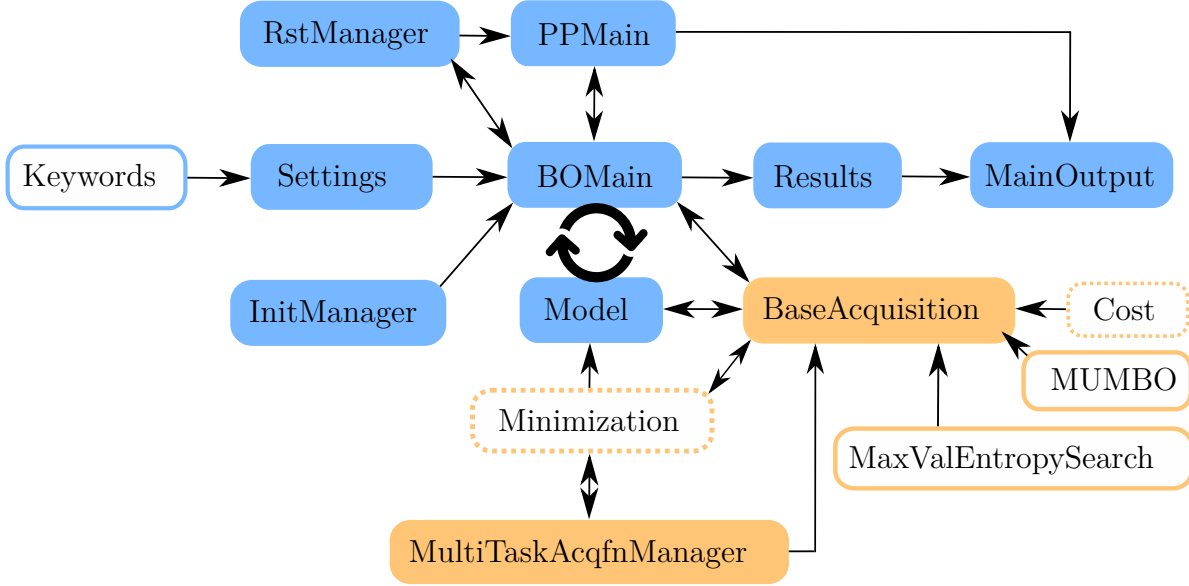 RstManager
PPMain
Keywords
Settings
BOMain
Results
MainOutput
InitManager
Model
BaseAcquisition
Cost
MUMBO
Minimization
MaxValEntropySearch
MultiTaskAcqfnManager